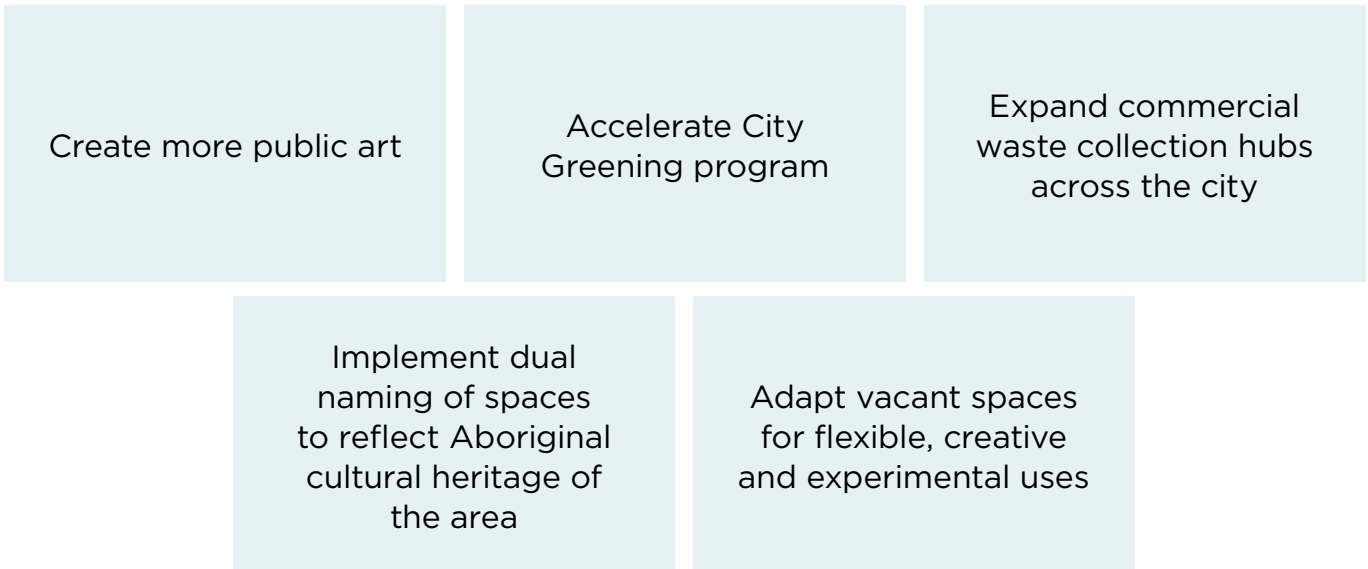 Create more public art
Accelerate City
Greening program
Expand commercial
waste collection hubs
across the city
Implement dual
naming of spaces
to reflect Aboriginal
cultural heritage of
the area
Adapt vacant spaces
for flexible, creative
and experimental uses